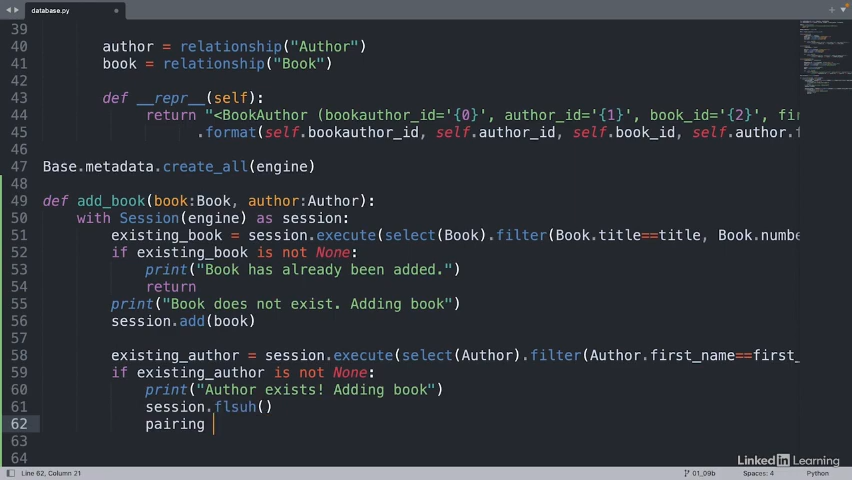 database.py
39
40 author = relationship("Author")
41 book = relationship("Book")
42
43 def __repr__(self):
44 return "<BookAuthor (bookauthor_id='{0}', author_id='{1}', book_id='{2}', fir
45 .format(self.bookauthor_id, self.author_id, self.book_id, self.author.f
46
47 Base.metadata.create_all(engine)
48
49 def add_book(book:Book, author:Author):
50 with Session(engine) as session:
51 existing_book = session.execute(select(Book).filter(Book.title==title, Book.numbe
52 if existing_book is not None:
53 print("Book has already been added.")
54 return
55 print("Book does not exist. Adding book")
56 session.add(book)
57
58 existing_author = session.execute(select(Author).filter(Author.first_name==first_
59 if existing_author is not None:
60 print("Author exists! Adding book")
61 session.flsuh()
62 pairing
63
64
LinkedIn Learning
Line 62, Column 21 01_09b Spaces: 4 Python